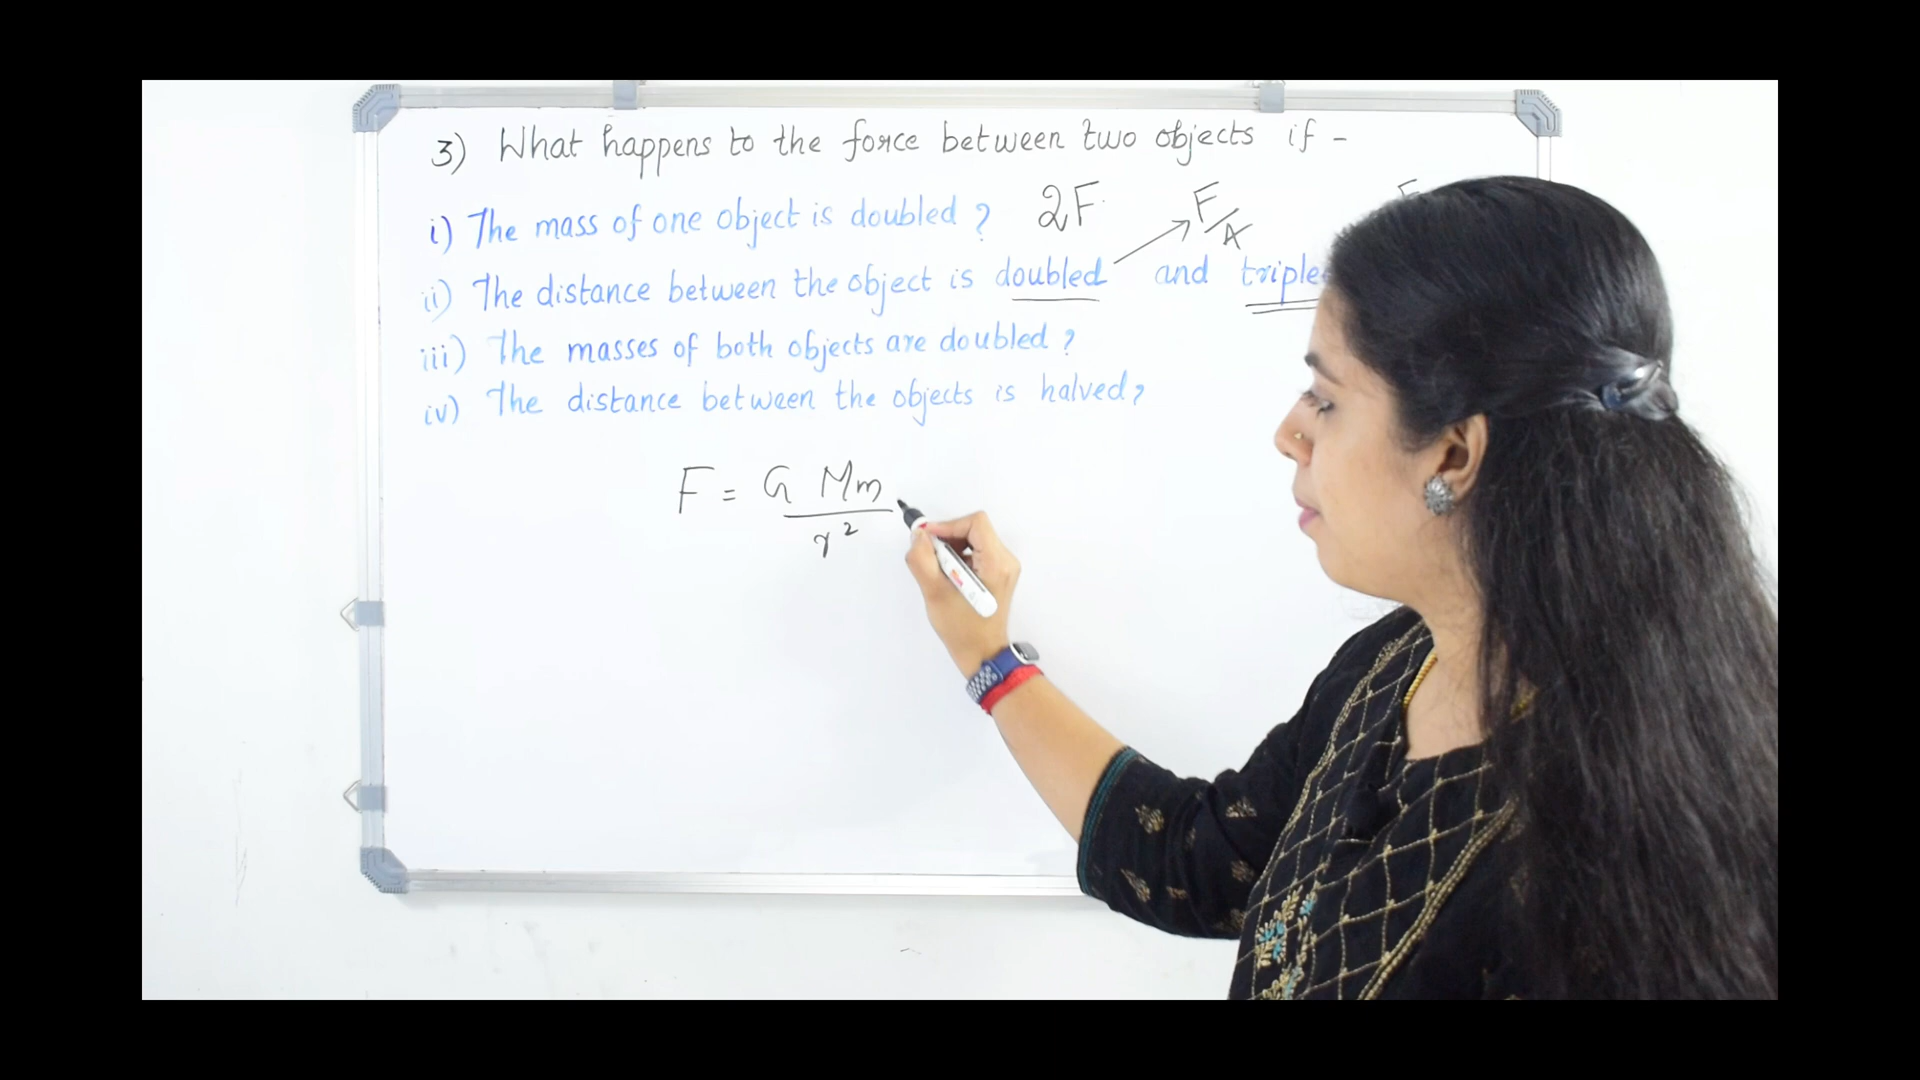 3) What happens to the force between two objects if -
i) The mass of one object is doubled ? 2F F/4 F
ii) The distance between the object is doubled and triple
iii) The masses of both objects are doubled ?
iv) The distance between the objects is halved ?
F = G Mm
r²